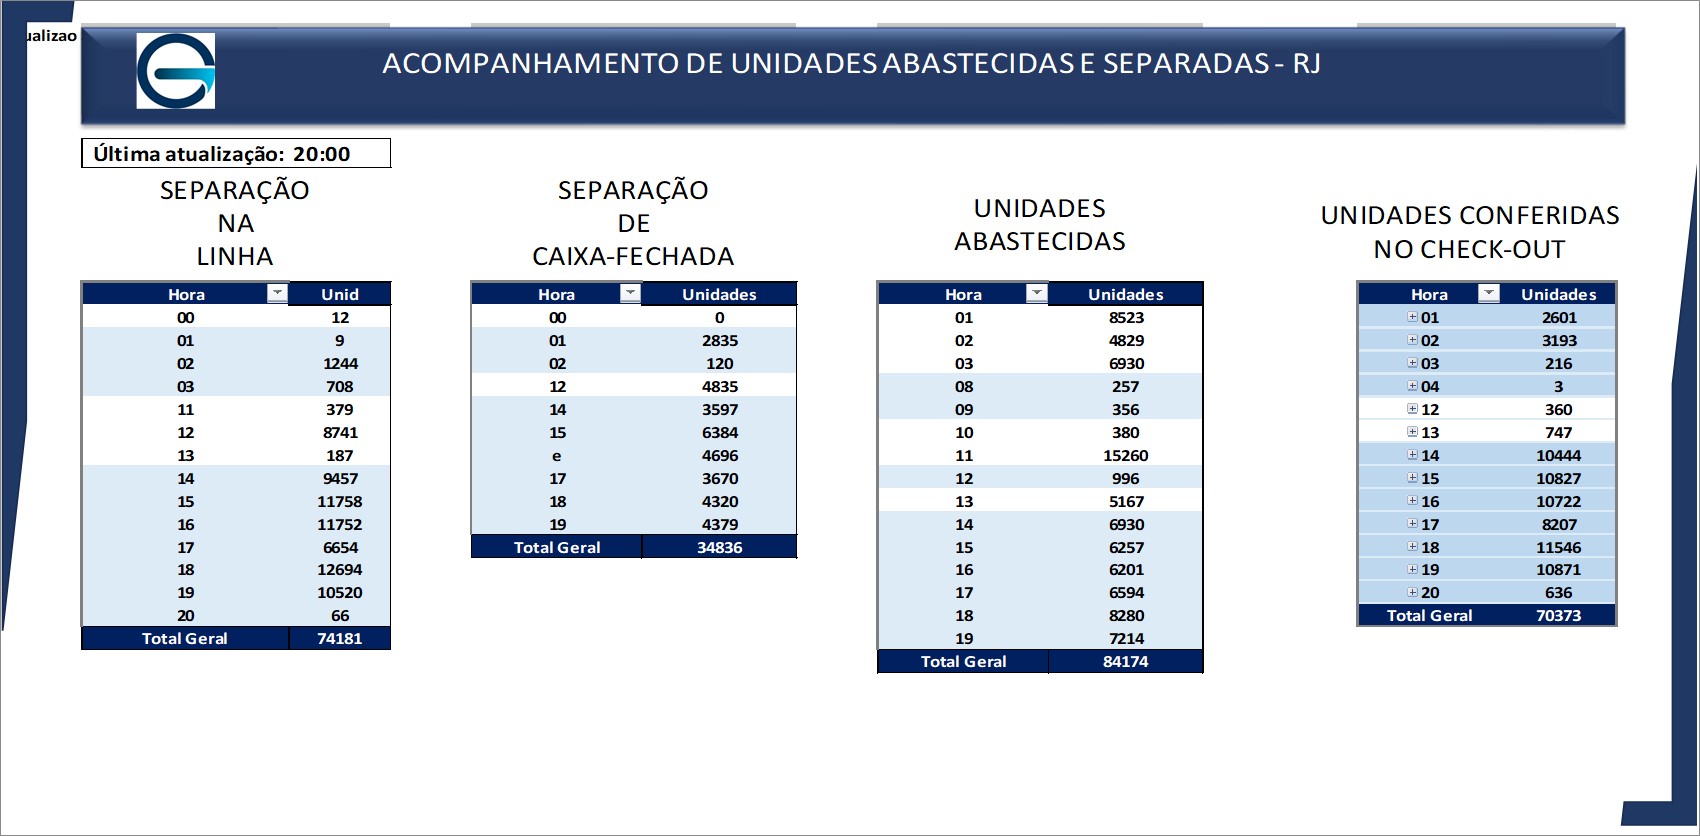 ualizao
ACOMPANHAMENTO DE UNIDADES ABASTECIDAS E SEPARADAS - RJ
Última atualização: 20:00
SEPARAÇÃO
NA
LINHA
Hora Unid
00 12
01 9
02 1244
03 708
11 379
12 8741
13 187
14 9457
15 11758
16 11752
17 6654
18 12694
19 10520
20 66
Total Geral 74181
SEPARAÇÃO
DE
CAIXA-FECHADA
Hora Unidades
00 0
01 2835
02 120
12 4835
14 3597
15 6384
e 4696
17 3670
18 4320
19 4379
Total Geral 34836
UNIDADES
ABASTECIDAS
Hora Unidades
01 8523
02 4829
03 6930
08 257
09 356
10 380
11 15260
12 996
13 5167
14 6930
15 6257
16 6201
17 6594
18 8280
19 7214
Total Geral 84174
UNIDADES CONFERIDAS
NO CHECK-OUT
Hora Unidades
01 2601
02 3193
03 216
04 3
12 360
13 747
14 10444
15 10827
16 10722
17 8207
18 11546
19 10871
20 636
Total Geral 70373